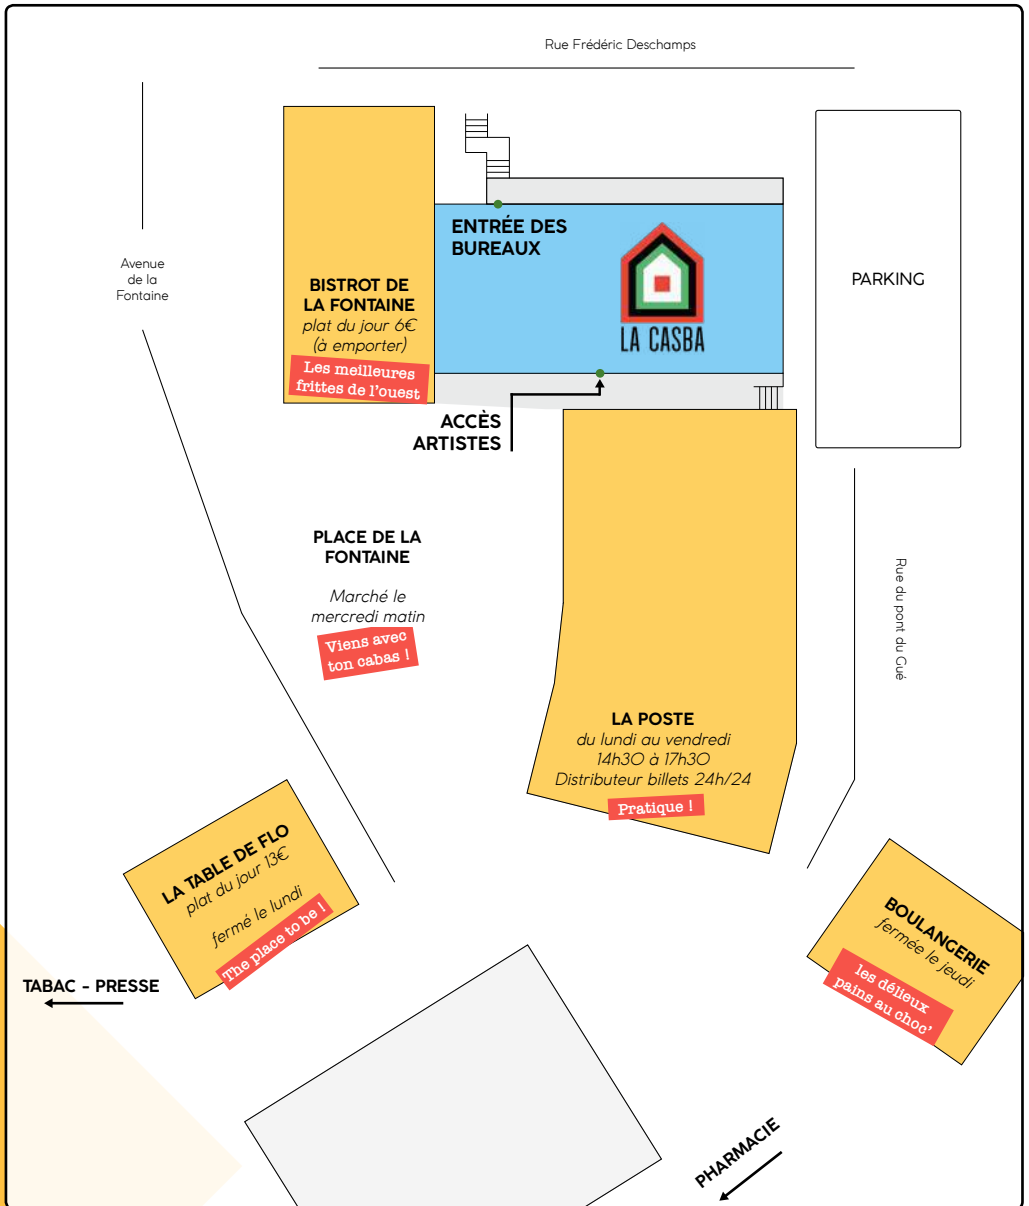 Rue Frédéric Deschamps
Avenue
de la
Fontaine
BISTROT DE
LA FONTAINE
plat du jour 6€
(à emporter)
Les meilleures
frittes de l'ouest
ENTRÉE DES
BUREAUX
LA CASBA
PARKING
ACCÈS
ARTISTES
PLACE DE LA
FONTAINE
Marché le
mercredi matin
Viens avec
ton cabas !
Rue du pont du Gué
LA POSTE
du lundi au vendredi
14h30 à 17h30
Distributeur billets 24h/24
Pratique !
LA TABLE DE FLO
plat du jour 13€
fermé le lundi
The place to be !
BOULANGERIE
fermée le jeudi
les délieux
pains au choc'
TABAC - PRESSE
PHARMACIE